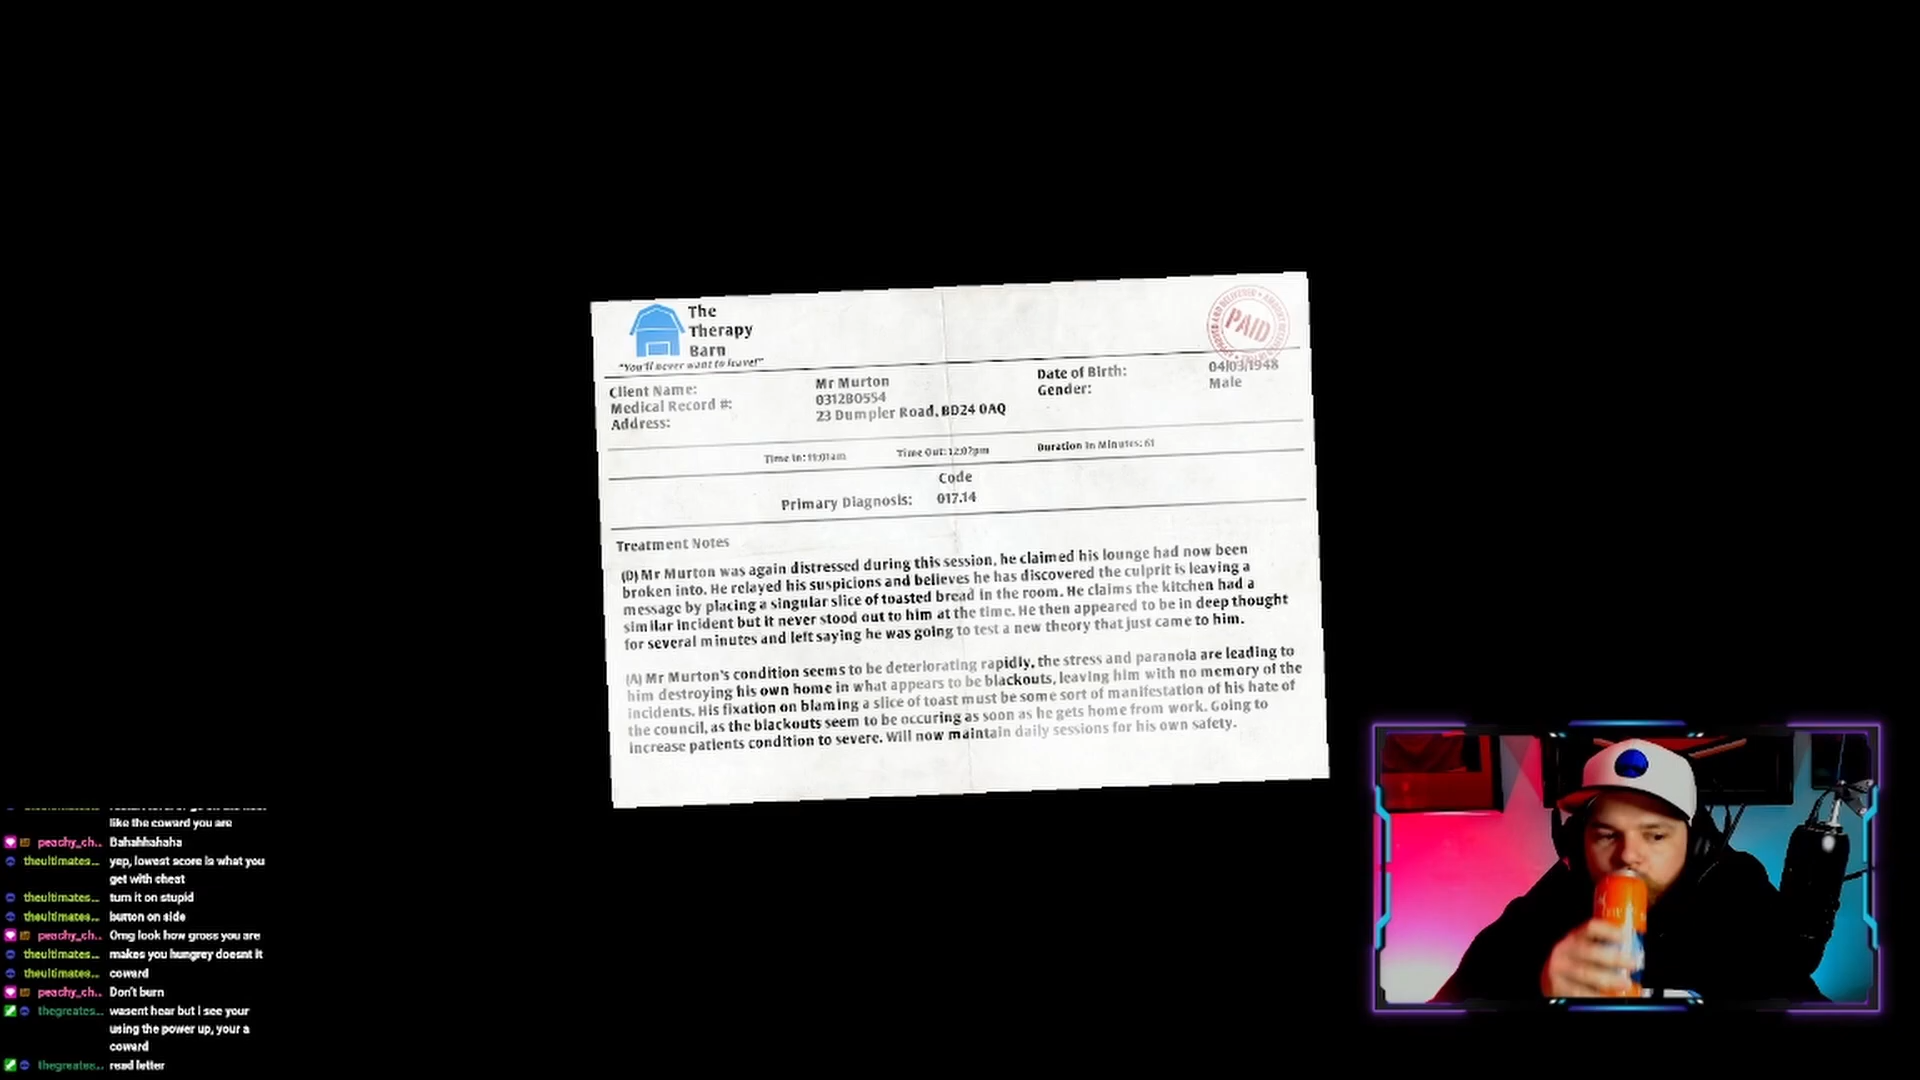 The
Therapy
Barn
"You'll never want to leave!"
PAID
Client Name: Mr Murton
Medical Record #: 031280554
Address: 23 Dumpler Road, BD24 0AQ
Date of Birth: 04/03/1948
Gender: Male
Time In: 11:01am Time Out: 12:02pm Duration In Minutes: 61
Code
Primary Diagnosis: 017.14
Treatment Notes
(D) Mr Murton was again distressed during this session, he claimed his lounge had now been
broken into. He relayed his suspicions and believes he has discovered the culprit is leaving a
message by placing a singular slice of toasted bread in the room. He claims the kitchen had a
similar incident but it never stood out to him at the time. He then appeared to be in deep thought
for several minutes and left saying he was going to test a new theory that just came to him.
(A) Mr Murton's condition seems to be deteriorating rapidly, the stress and paranoia are leading to
him destroying his own home in what appears to be blackouts, leaving him with no memory of the
incidents. His fixation on blaming a slice of toast must be some sort of manifestation of his hate of
the council, as the blackouts seem to be occuring as soon as he gets home from work. Going to
increase patients condition to severe. Will now maintain daily sessions for his own safety.
like the coward you are
peachy_ch.. Bahahhahaha
theultimates... yep, lowest score is what you
get with cheat
theultimates... turn it on stupid
theultimates... button on side
peachy_ch.. Omg look how gross you are
theultimates... makes you hungrey doesnt it
theultimates... coward
peachy_ch.. Don't burn
thegreates... wasent hear but i see your
using the power up, your a
coward
thegreates... read letter